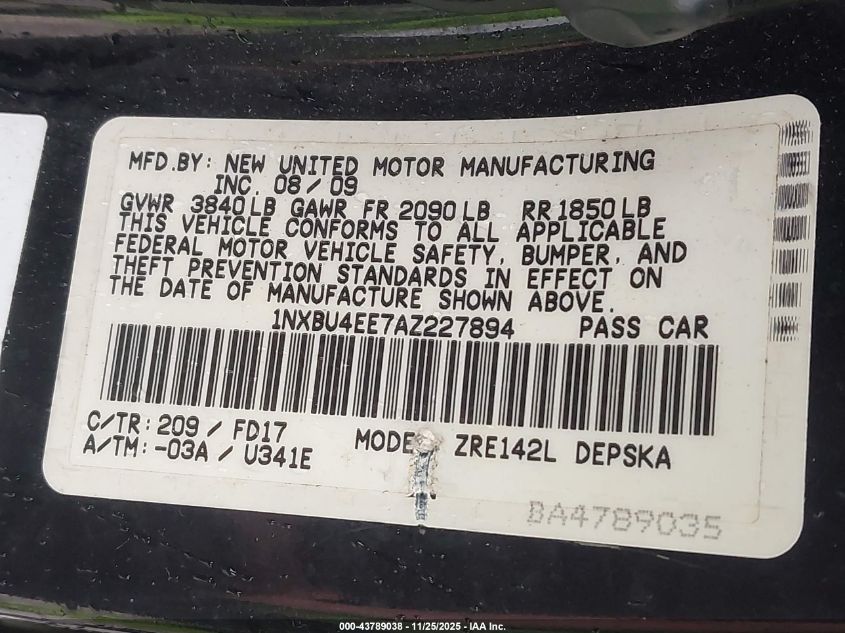 MFD.BY: NEW UNITED MOTOR MANUFACTURING
INC. 08/09
GVWR 3840LB GAWR FR 2090LB RR1850LB
THIS VEHICLE CONFORMS TO ALL APPLICABLE
FEDERAL MOTOR VEHICLE SAFETY, BUMPER, AND
THEFT PREVENTION STANDARDS IN EFFECT ON
THE DATE OF MANUFACTURE SHOWN ABOVE.
1NXBU4EE7AZ227894 PASS CAR
C/TR: 209 / FD17
A/TM: -03A / U341E
MODE ZRE142L DEPSKA
BA4789035
000-43789038 - 11/25/2025 - IAA Inc.